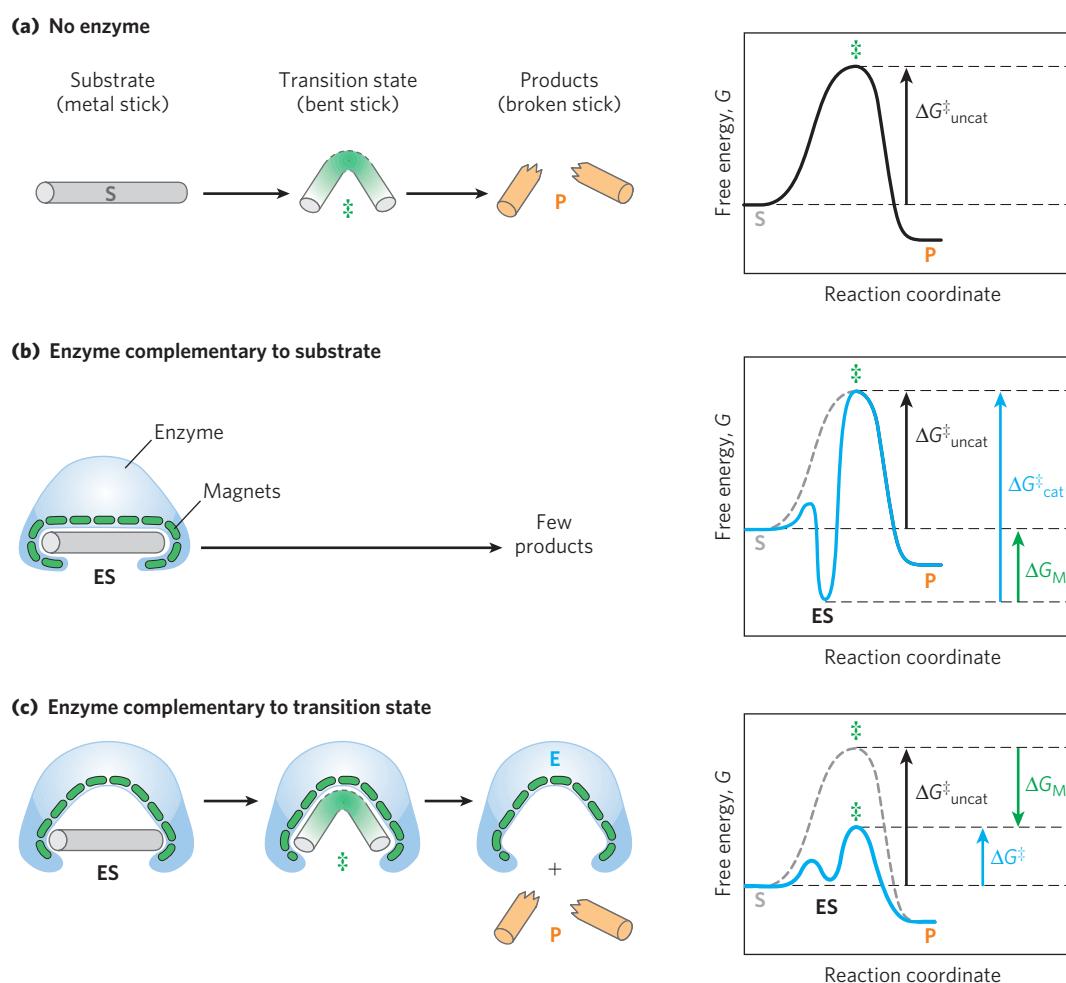 (a) No enzyme
Substrate
(metal stick)
Transition state
(bent stick)
Products
(broken stick)
S
‡
P
Free energy, G
‡
ΔG‡uncat
S
P
Reaction coordinate
(b) Enzyme complementary to substrate
Enzyme
Magnets
ES
Few
products
Free energy, G
‡
ΔG‡uncat
ΔG‡cat
S
ΔGM
P
ES
Reaction coordinate
(c) Enzyme complementary to transition state
ES
‡
E
+
P
Free energy, G
‡
ΔG‡uncat
ΔGM
‡
ΔG‡
S
ES
P
Reaction coordinate